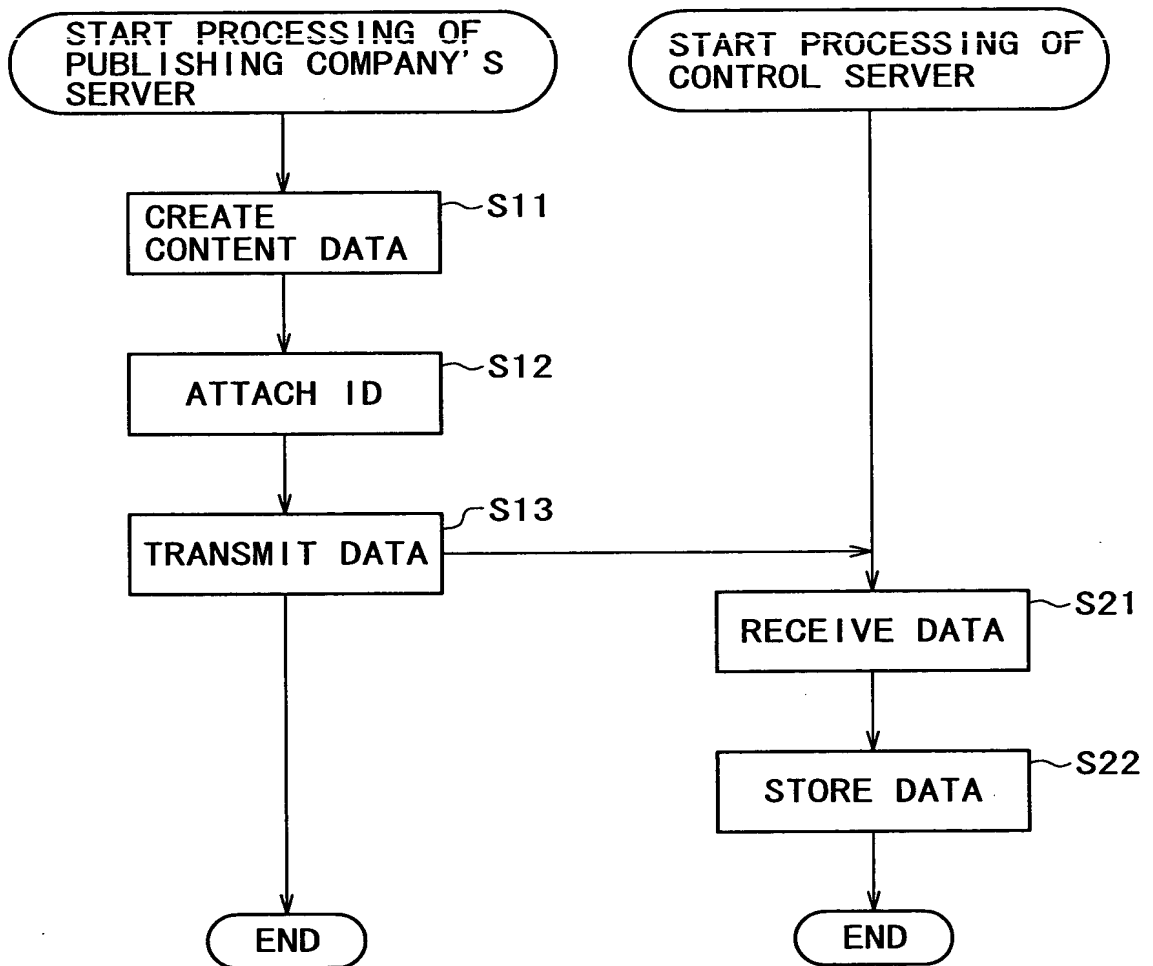 START PROCESSING OF
PUBLISHING COMPANY'S
SERVER
START PROCESSING OF
CONTROL SERVER
S11
CREATE
CONTENT DATA
S12
ATTACH ID
S13
TRANSMIT DATA
S21
RECEIVE DATA
S22
STORE DATA
END
END